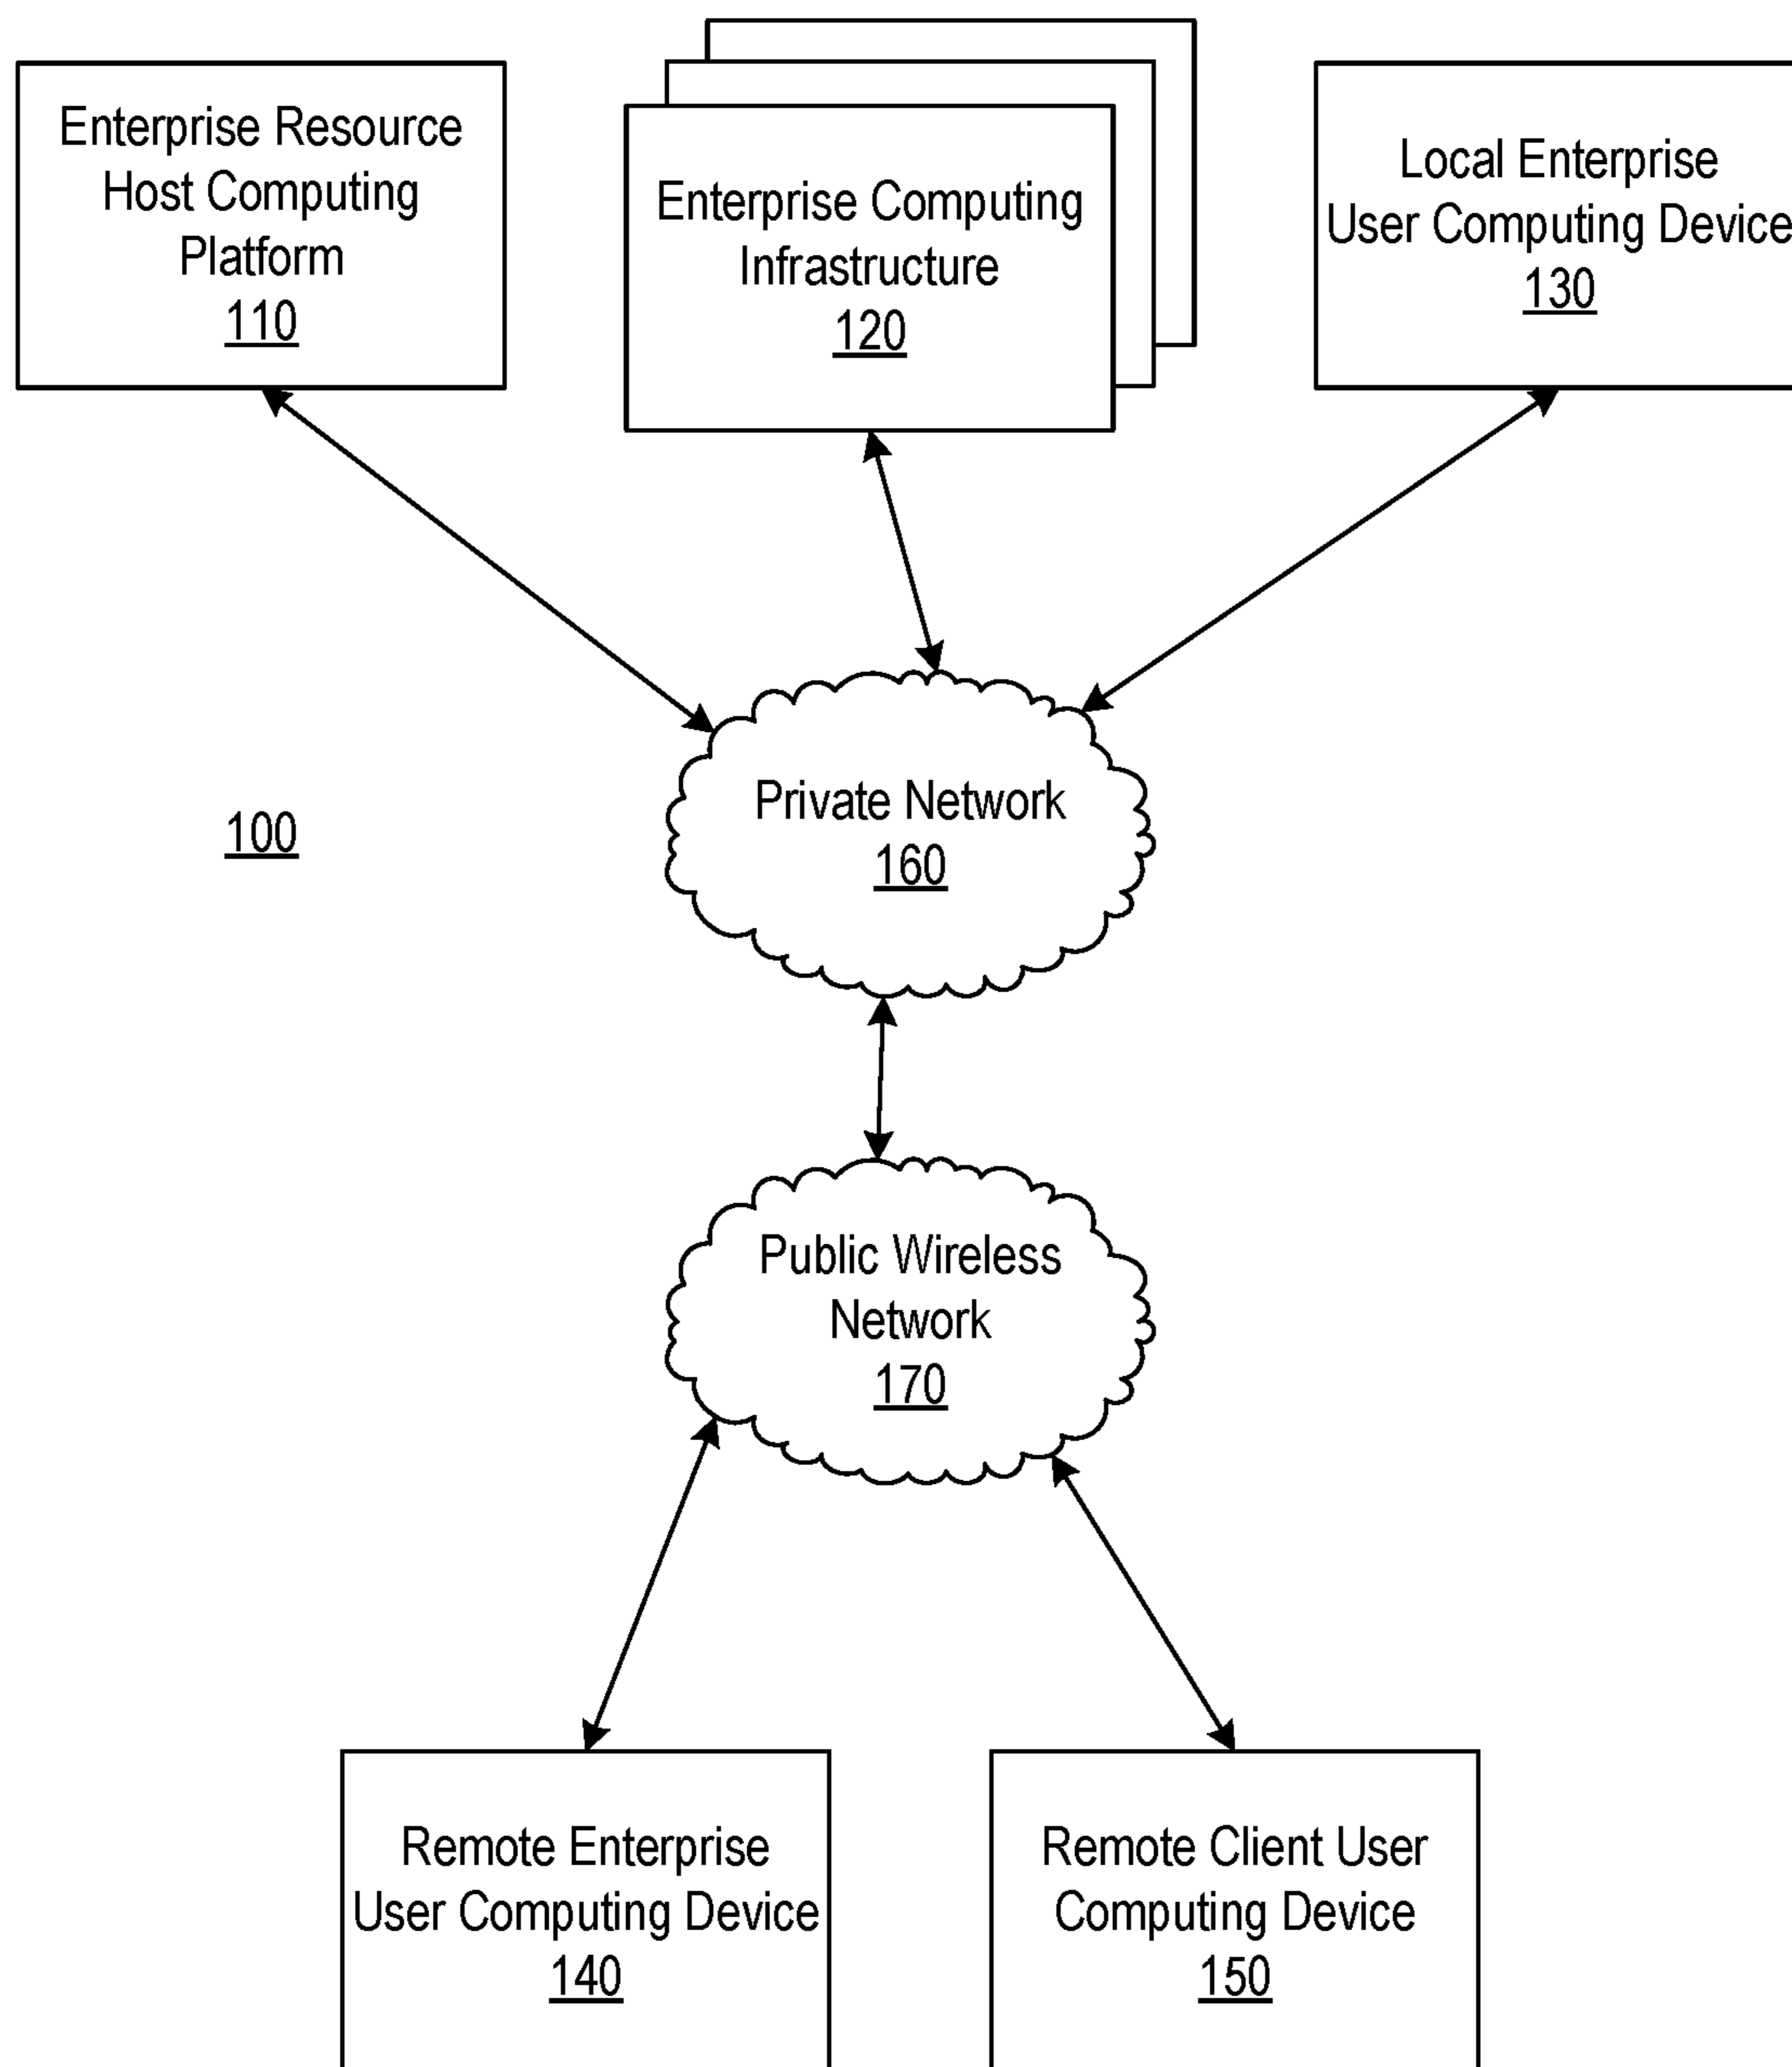 Enterprise Resource
Host Computing
Platform
110
Enterprise Computing
Infrastructure
120
Local Enterprise
User Computing Device
130
100
Private Network
160
Public Wireless
Network
170
Remote Enterprise
User Computing Device
140
Remote Client User
Computing Device
150